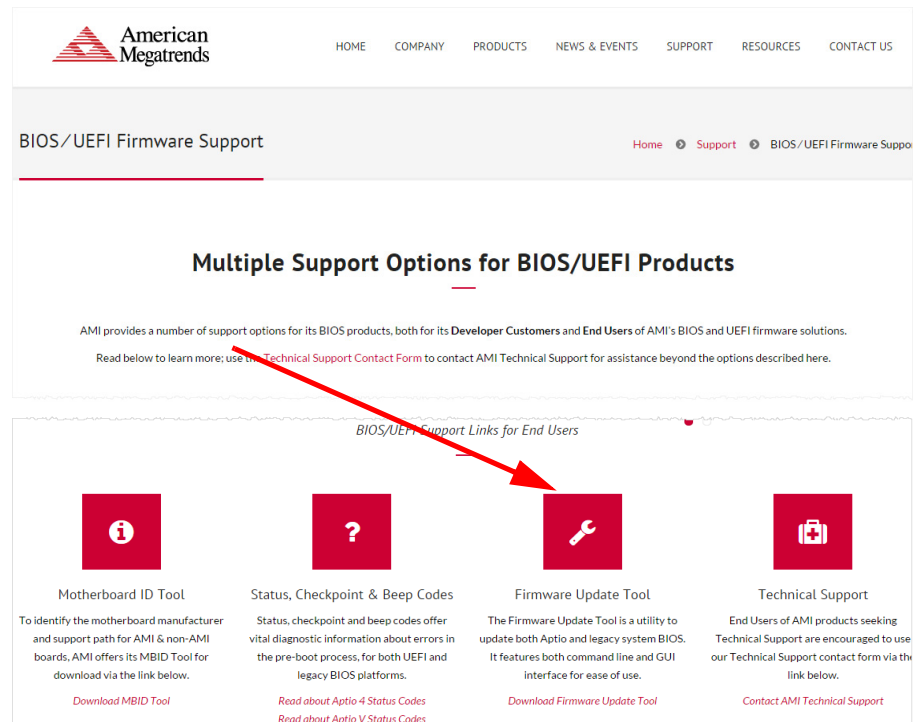 American
Megatrends
HOME COMPANY PRODUCTS NEWS & EVENTS SUPPORT RESOURCES CONTACT US
BIOS/UEFI Firmware Support
Home Support BIOS/UEFI Firmware Suppor
Multiple Support Options for BIOS/UEFI Products
AMI provides a number of support options for its BIOS products, both for its Developer Customers and End Users of AMI's BIOS and UEFI firmware solutions.
Read below to learn more; use the Technical Support Contact Form to contact AMI Technical Support for assistance beyond the options described here.
BIOS/UEFI Support Links for End Users
Motherboard ID Tool
To identify the motherboard manufacturer
and support path for AMI & non-AMI
boards, AMI offers its MBID Tool for
download via the link below.
Download MBID Tool
Status, Checkpoint & Beep Codes
Status, checkpoint and beep codes offer
vital diagnostic information about errors in
the pre-boot process, for both UEFI and
legacy BIOS platforms.
Read about Aptio 4 Status Codes
Read about Aptio V Status Codes
Firmware Update Tool
The Firmware Update Tool is a utility to
update both Aptio and legacy system BIOS.
It features both command line and GUI
interface for ease of use.
Download Firmware Update Tool
Technical Support
End Users of AMI products seeking
Technical Support are encouraged to use
our Technical Support contact form via the
link below.
Contact AMI Technical Support